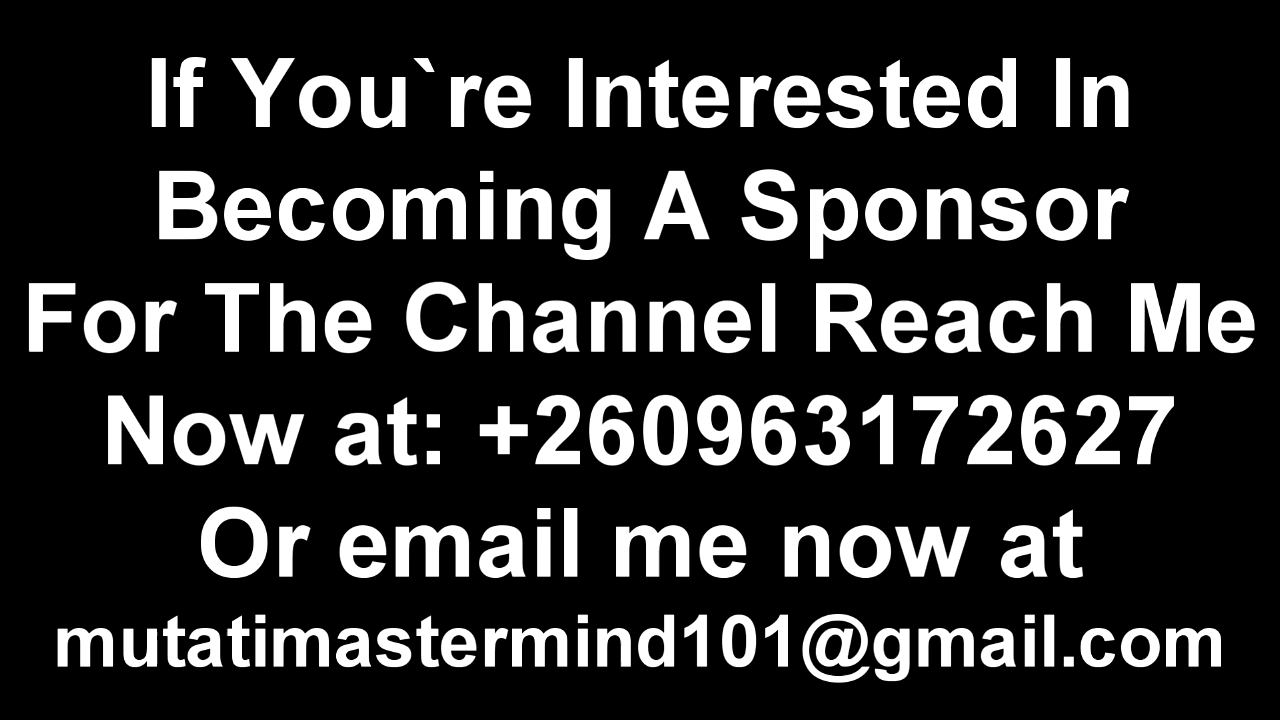 If You`re Interested In
Becoming A Sponsor
For The Channel Reach Me
Now at: +260963172627
Or email me now at
mutatimastermind101@gmail.com